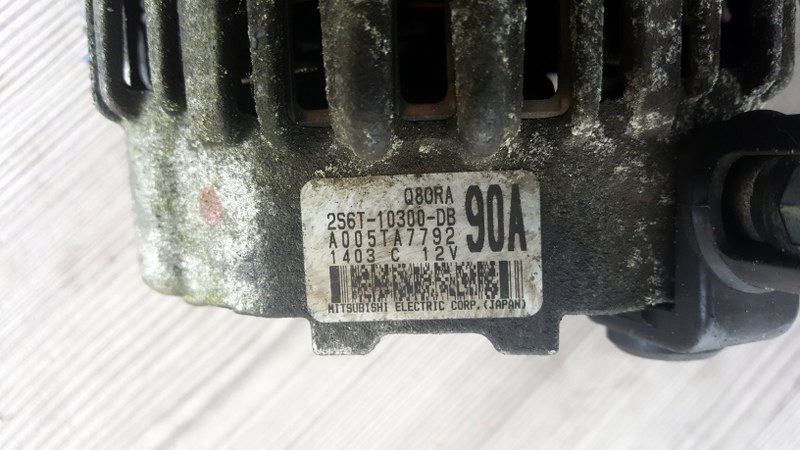 Q80RA
2S6T-10300-DB 90A
A005TA7792
1403 C 12V
MITSUBISHI ELECTRIC CORP.(JAPAN)